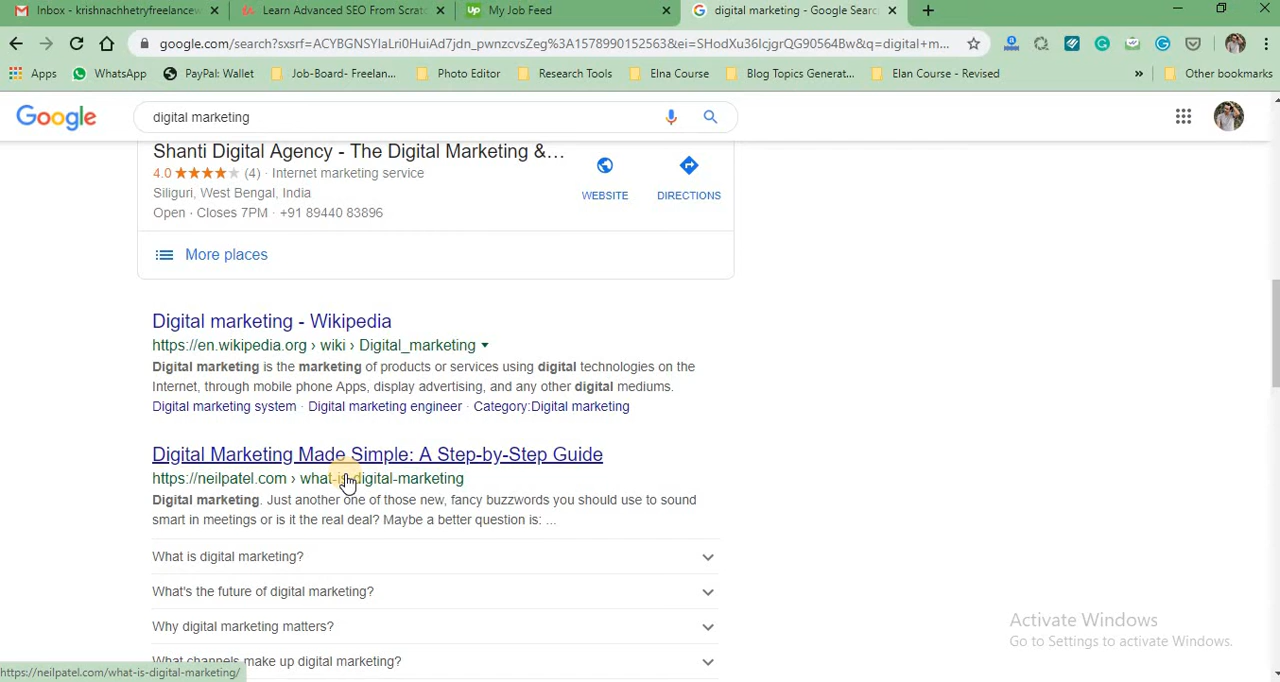 Inbox - krishnachhetryfreelance
Learn Advanced SEO From Scratc
up My Job Feed
digital marketing - Google Searc
google.com/search?sxsrf=ACYBGNSYIaLri0HuiAd7jdn_pwnzcvsZsg%3A1578990152563&ei=SHodXu36IcjgrQG90564Bw&q=digital+m...
Apps
WhatsApp
PayPal: Wallet
Job-Board- Freelan...
Photo Editor
Research Tools
Elna Course
Blog Topics Generat...
Elan Course - Revised
»
Other bookmarks
Google
digital marketing
Shanti Digital Agency - The Digital Marketing &...
4.0 ★★★★★ (4) · Internet marketing service
Siliguri, West Bengal, India
Open · Closes 7PM · +91 89440 83896
WEBSITE
DIRECTIONS
More places
Digital marketing - Wikipedia
https://en.wikipedia.org › wiki › Digital_marketing
Digital marketing is the marketing of products or services using digital technologies on the
Internet, through mobile phone Apps, display advertising, and any other digital mediums.
Digital marketing system · Digital marketing engineer · Category:Digital marketing
Digital Marketing Made Simple: A Step-by-Step Guide
https://neilpatel.com › what-is-digital-marketing
Digital marketing. Just another one of those new, fancy buzzwords you should use to sound
smart in meetings or is it the real deal? Maybe a better question is: ...
What is digital marketing?
What's the future of digital marketing?
Why digital marketing matters?
What channels make up digital marketing?
Activate Windows
Go to Settings to activate Windows.
https://neilpatel.com/what-is-digital-marketing/